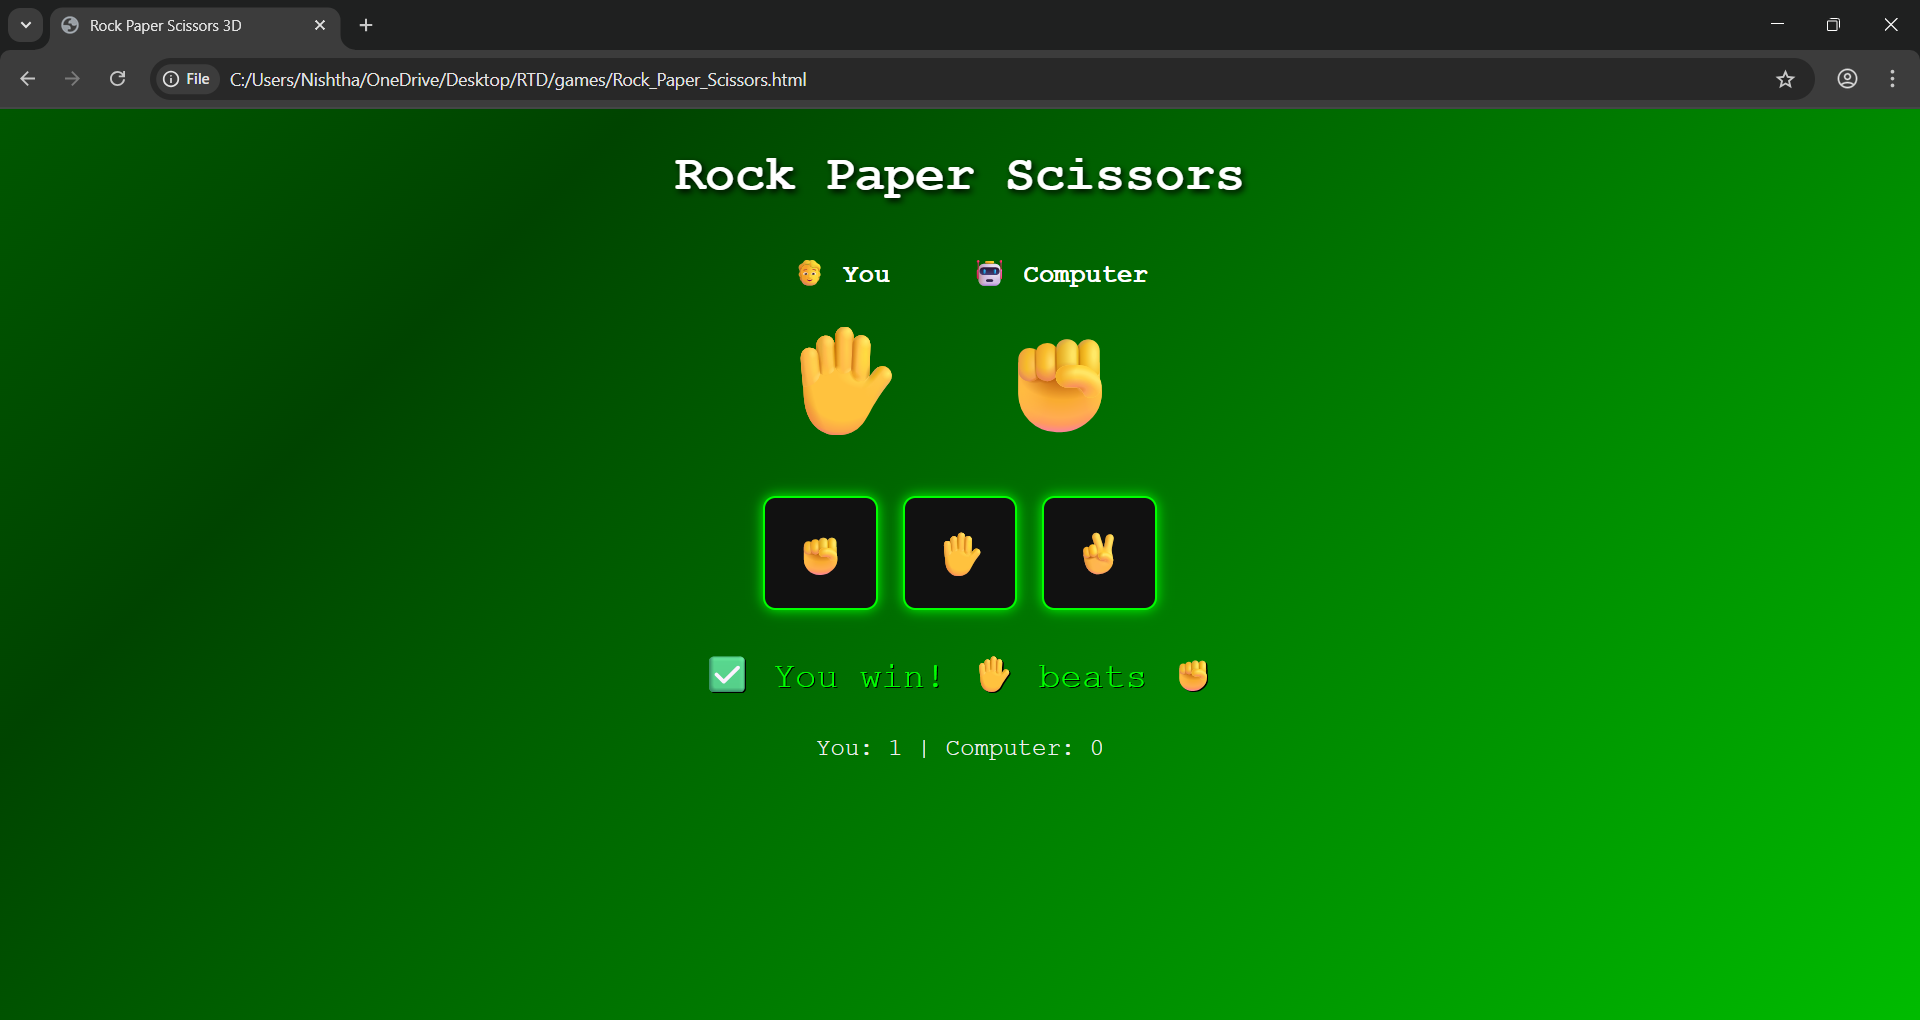 Rock Paper Scissors 3D
File C:/Users/Nishtha/OneDrive/Desktop/RTD/games/Rock_Paper_Scissors.html
Rock Paper Scissors
You Computer
You win! beats
You: 1 | Computer: 0